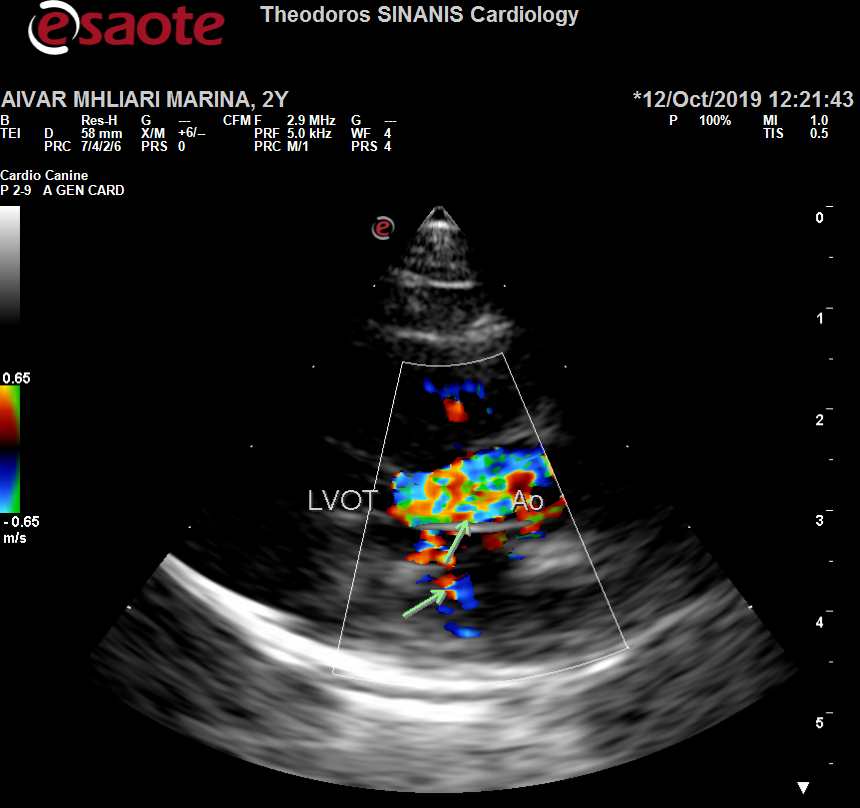 esaote
Theodoros SINANIS Cardiology
AIVAR MHLIARI MARINA, 2Y *12/Oct/2019 12:21:43
B Res-H G --- CFM F 2.9 MHz G --- P 100% MI 1.0
TEI D 58 mm X/M +6/-- PRF 5.0 kHz WF 4 TIS 0.5
PRC 7/4/2/6 PRS 0 PRC M/1 PRS 4
Cardio Canine
P 2-9 A GEN CARD
e
0
1
0.65
2
LVOT Ao
- 0.65
3
m/s
4
5